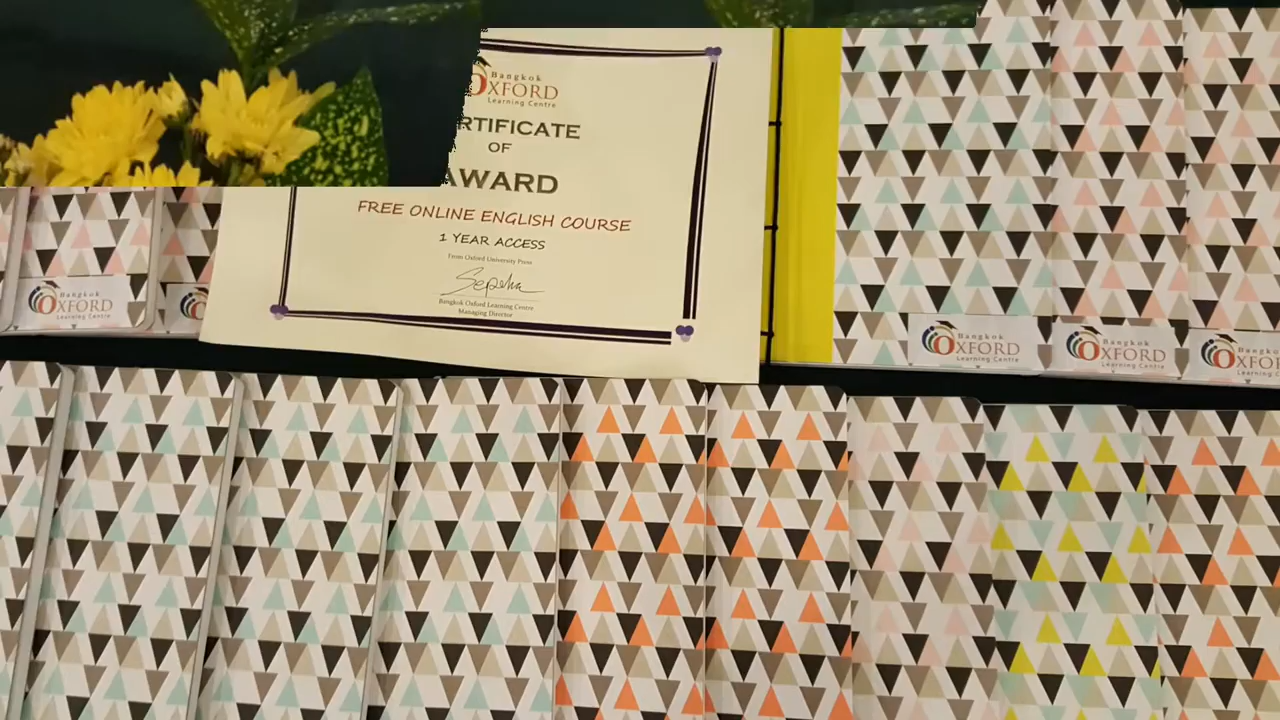 Bangkok
OXFORD
Learning Centre
RTIFICATE
OF
AWARD
FREE ONLINE ENGLISH COURSE
1 YEAR ACCESS
From Oxford University Press
Sepeha
Bangkok Oxford Learning Centre
Managing Director
Bangkok
OXFORD
Learning Centre
Bangkok
OXFORD
Learning Centre
Bangkok
OXFORD
Learning Centre
Bangkok
Learning Cen